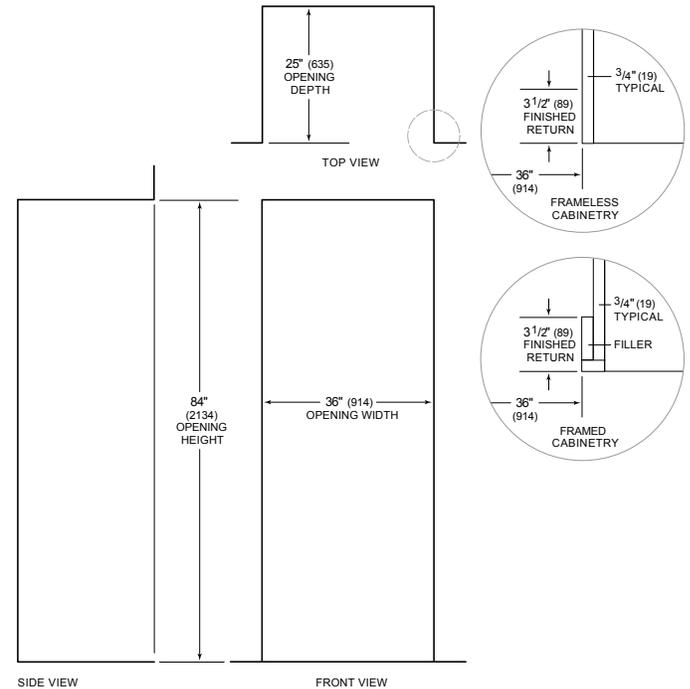 25" (635)
OPENING
DEPTH
TOP VIEW
3/4" (19)
TYPICAL
3 1/2" (89)
FINISHED
RETURN
36"
(914)
FRAMELESS
CABINETRY
3/4" (19)
TYPICAL
3 1/2" (89)
FINISHED
RETURN
FILLER
36"
(914)
FRAMED
CABINETRY
84"
(2134)
OPENING
HEIGHT
36" (914)
OPENING WIDTH
SIDE VIEW
FRONT VIEW